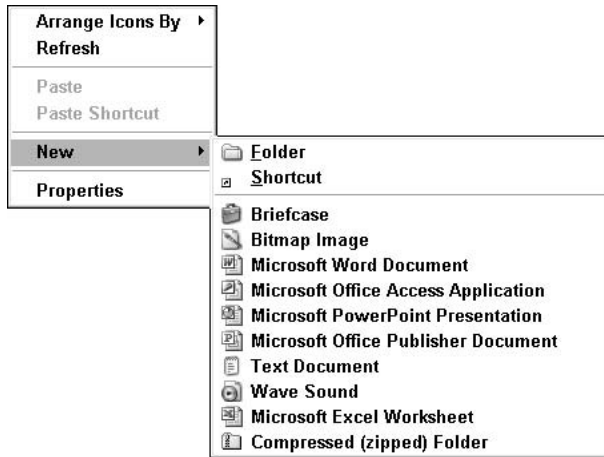 Arrange Icons By
Refresh
Paste
Paste Shortcut
New
Properties
Folder
Shortcut
Briefcase
Bitmap Image
Microsoft Word Document
Microsoft Office Access Application
Microsoft PowerPoint Presentation
Microsoft Office Publisher Document
Text Document
Wave Sound
Microsoft Excel Worksheet
Compressed (zipped) Folder